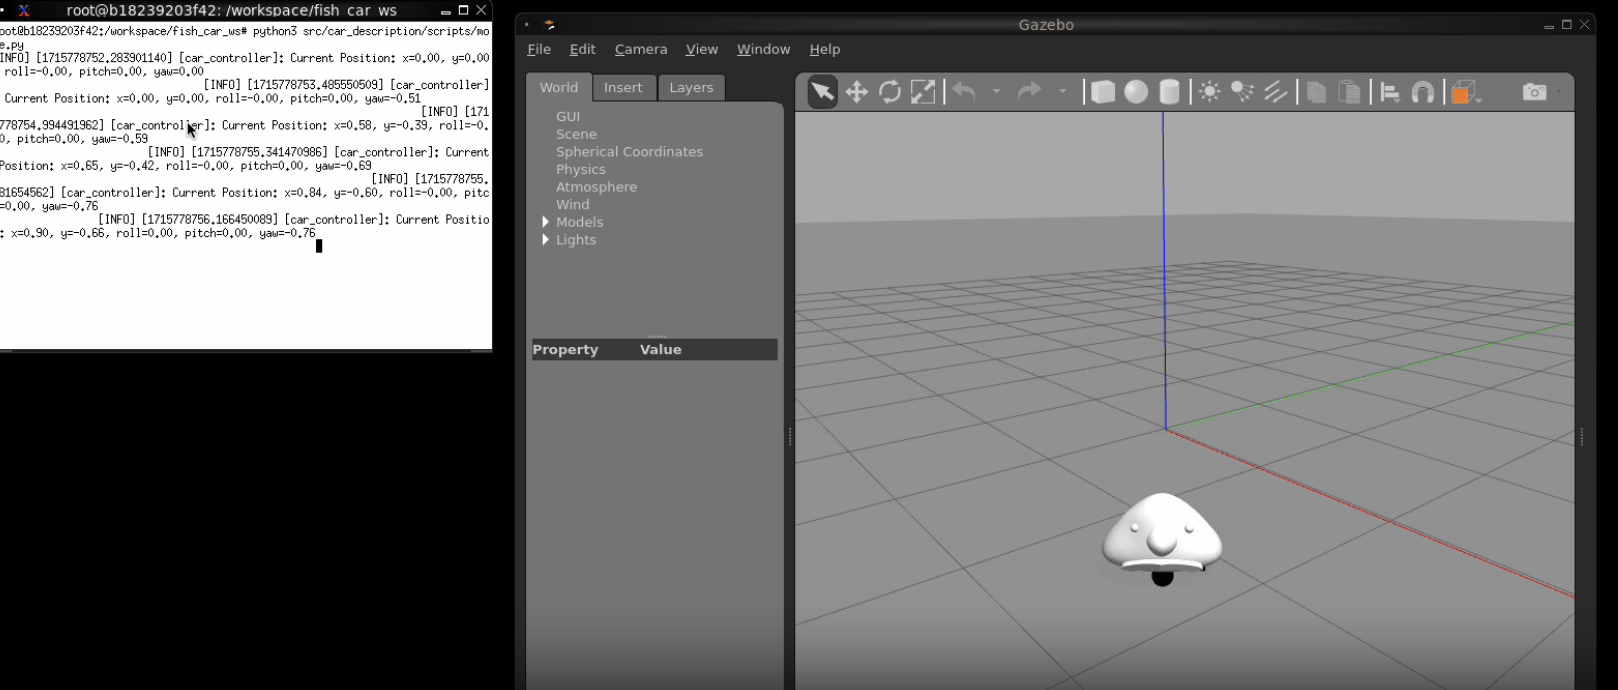 root@b18239203f42: /workspace/fish_car_ws
oot@b18239203f42:/workspace/fish_car_ws# python3 src/car_description/scripts/mo
e.py
INFO] [1715778752.283901140] [car_controller]: Current Position: x=0.00, y=0.00
roll=-0.00, pitch=0.00, yaw=0.00
[INFO] [1715778753.485550509] [car_controller]
Current Position: x=0.00, y=0.00, roll=-0.00, pitch=0.00, yaw=-0.51
[INFO] [171
778754.994491962] [car_controller]: Current Position: x=0.58, y=-0.39, roll=-0.
0, pitch=0.00, yaw=-0.59
[INFO] [1715778755.341470986] [car_controller]: Current
Position: x=0.65, y=-0.42, roll=-0.00, pitch=0.00, yaw=-0.69
[INFO] [1715778755.
81654562] [car_controller]: Current Position: x=0.84, y=-0.60, roll=-0.00, pitc
=0.00, yaw=-0.76
[INFO] [1715778756.166450089] [car_controller]: Current Positio
: x=0.90, y=-0.66, roll=0.00, pitch=0.00, yaw=-0.76
Gazebo
File Edit Camera View Window Help
World Insert Layers
GUI
Scene
Spherical Coordinates
Physics
Atmosphere
Wind
Models
Lights
Property Value